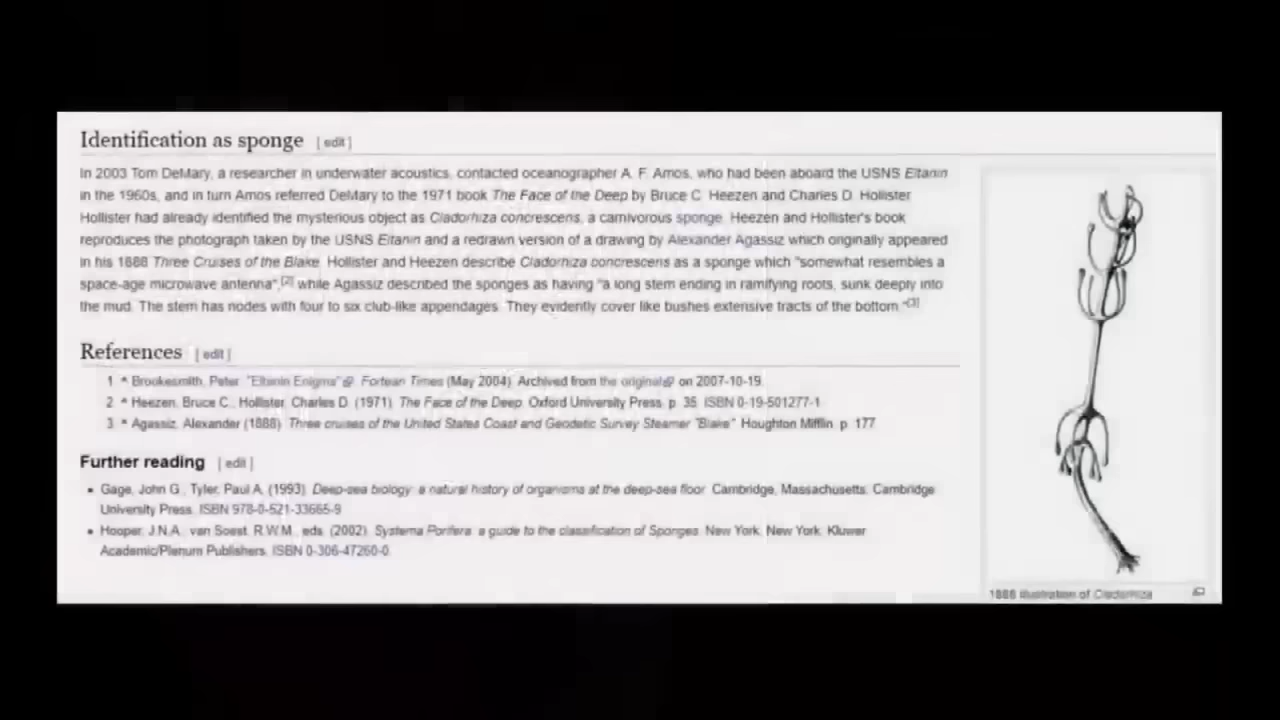 Identification as sponge [ edit ]
In 2003 Tom DeMary, a researcher in underwater acoustics, contacted oceanographer A. F. Amos, who had been aboard the USNS Eltanin
in the 1960s, and in turn Amos referred DeMary to the 1971 book The Face of the Deep by Bruce C. Heezen and Charles D. Hollister
Hollister had already identified the mysterious object as Cladorhiza concrescens, a carnivorous sponge. Heezen and Hollister's book
reproduces the photograph taken by the USNS Eltanin and a redrawn version of a drawing by Alexander Agassiz which originally appeared
in his 1888 Three Cruises of the Blake. Hollister and Heezen describe Cladorhiza concrescens as a sponge which "somewhat resembles a
space-age microwave antenna",[2] while Agassiz described the sponges as having "a long stem ending in ramifying roots, sunk deeply into
the mud. The stem has nodes with four to six club-like appendages. They evidently cover like bushes extensive tracts of the bottom."[3]
References [ edit ]
1. ^ Brookesmith, Peter. "Eltanin Enigma". Fortean Times (May 2004). Archived from the original on 2007-10-19.
2. ^ Heezen, Bruce C.; Hollister, Charles D. (1971). The Face of the Deep. Oxford University Press. p. 35. ISBN 0-19-501277-1.
3. ^ Agassiz, Alexander (1888). Three cruises of the United States Coast and Geodetic Survey Steamer "Blake". Houghton Mifflin. p. 177.
Further reading [ edit ]
• Gage, John G.; Tyler, Paul A. (1993). Deep-sea biology: a natural history of organisms at the deep-sea floor. Cambridge, Massachusetts: Cambridge
University Press. ISBN 978-0-521-33665-9.
• Hooper, J.N.A.; van Soest, R.W.M., eds. (2002). Systema Porifera: a guide to the classification of Sponges. New York, New York: Kluwer
Academic/Plenum Publishers. ISBN 0-306-47260-0.
1888 illustration of Cladorhiza